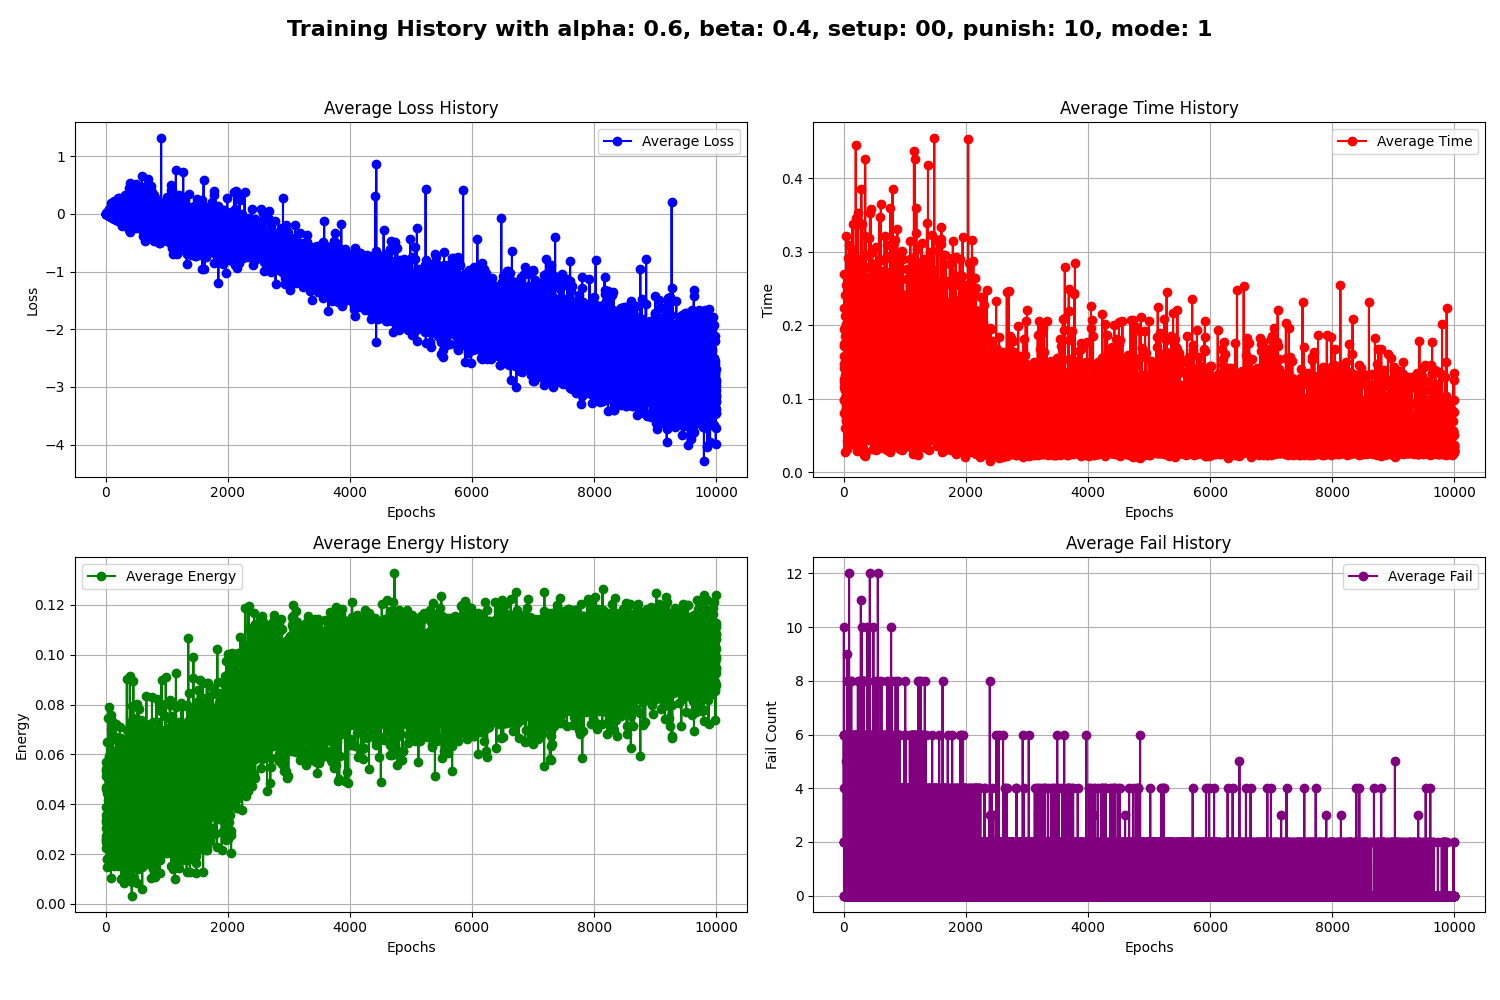 Training History with alpha: 0.6, beta: 0.4, setup: 00, punish: 10, mode: 1
Average Loss History
Average Loss
1
0
−1
−2
−3
−4
Loss
0 2000 4000 6000 8000 10000
Epochs
Average Time History
Average Time
0.4
0.3
0.2
0.1
0.0
Time
0 2000 4000 6000 8000 10000
Epochs
Average Energy History
Average Energy
0.12
0.10
0.08
0.06
0.04
0.02
0.00
Energy
0 2000 4000 6000 8000 10000
Epochs
Average Fail History
Average Fail
12
10
8
6
4
2
0
Fail Count
0 2000 4000 6000 8000 10000
Epochs